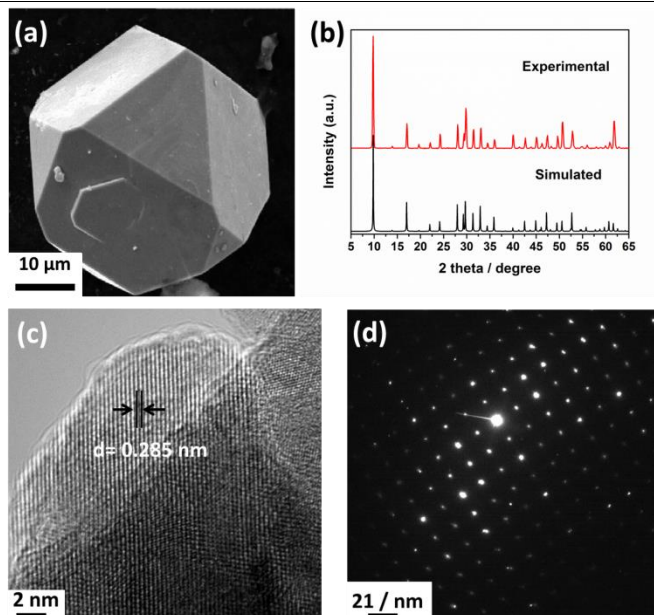 (a)
10 μm
(b)
Intensity (a.u.)
Experimental
Simulated
5 10 15 20 25 30 35 40 45 50 55 60 65
2 theta / degree
(c)
d= 0.285 nm
2 nm
(d)
21 / nm